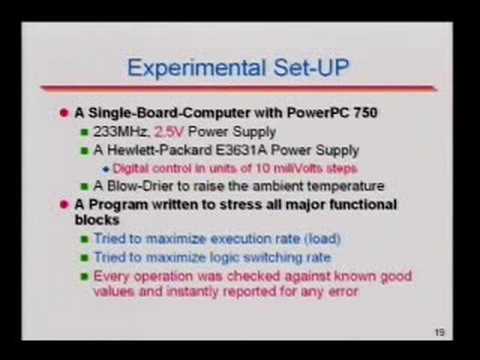 Experimental Set-UP
A Single-Board-Computer with PowerPC 750
233MHz, 2.5V Power Supply
A Hewlett-Packard E3631A Power Supply
Digital control in units of 10 miliVolts steps
A Blow-Drier to raise the ambient temperature
A Program written to stress all major functional
blocks
Tried to maximize execution rate (load)
Tried to maximize logic switching rate
Every operation was checked against known good
values and instantly reported for any error
19